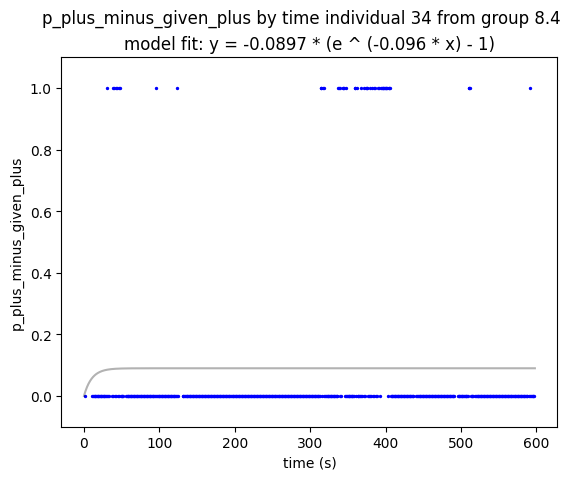 p_plus_minus_given_plus by time individual 34 from group 8.4
model fit: y = -0.0897 * (e ^ (-0.096 * x) - 1)
1.0
0.8
0.6
0.4
0.2
0.0
p_plus_minus_given_plus
0 100 200 300 400 500 600
time (s)